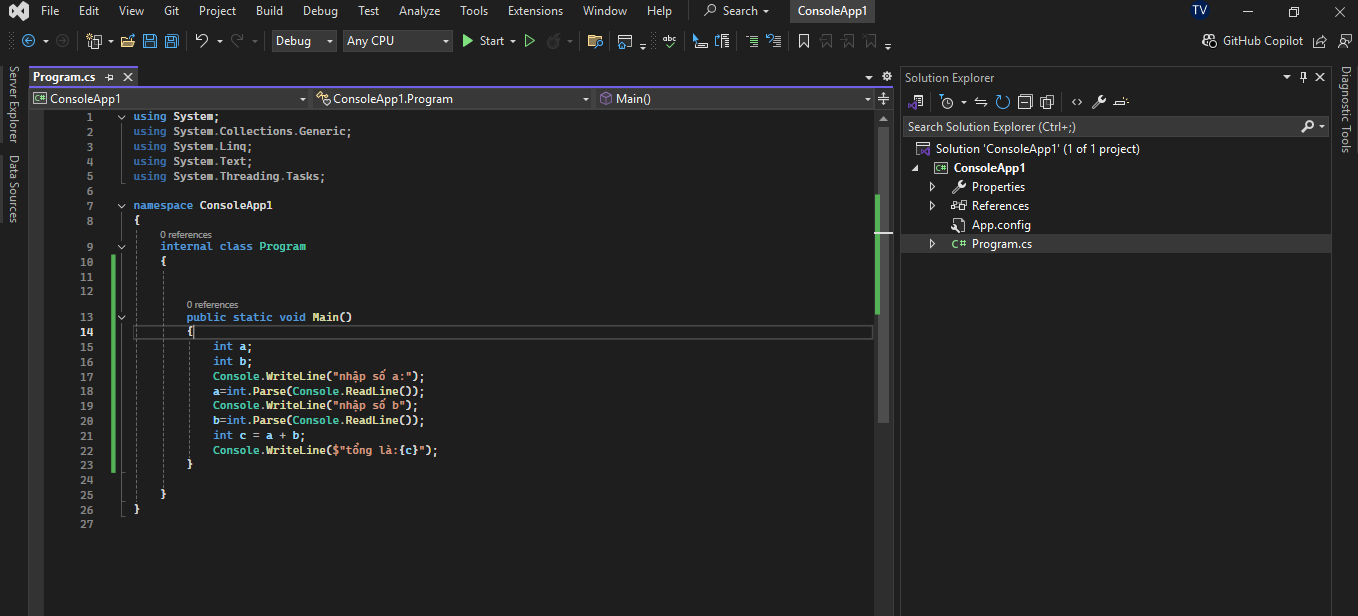 File Edit View Git Project Build Debug Test Analyze Tools Extensions Window Help Search ConsoleApp1 TV
Debug Any CPU Start GitHub Copilot
Server Explorer
Data Sources
Program.cs
ConsoleApp1 ConsoleApp1.Program Main()
1 using System;
2 using System.Collections.Generic;
3 using System.Linq;
4 using System.Text;
5 using System.Threading.Tasks;
6
7 namespace ConsoleApp1
8 {
0 references
9 internal class Program
10 {
11
12
0 references
13 public static void Main()
14 {
15 int a;
16 int b;
17 Console.WriteLine("nhập số a:");
18 a=int.Parse(Console.ReadLine());
19 Console.WriteLine("nhập số b");
20 b=int.Parse(Console.ReadLine());
21 int c = a + b;
22 Console.WriteLine($"tổng là:{c}");
23 }
24
25 }
26 }
27
Solution Explorer
Search Solution Explorer (Ctrl+;)
Solution 'ConsoleApp1' (1 of 1 project)
C# ConsoleApp1
Properties
References
App.config
C# Program.cs
Diagnostic Tools